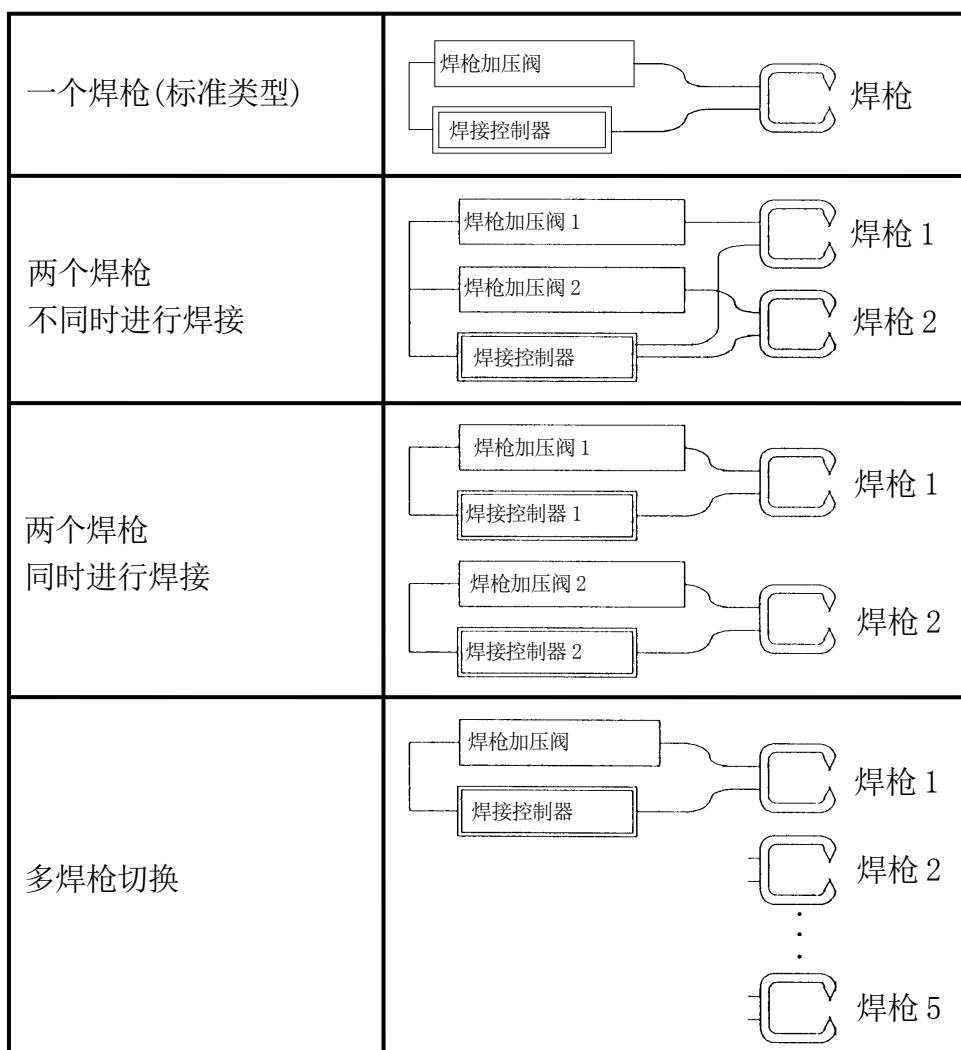 一个焊枪(标准类型)
焊枪加压阀
焊接控制器
焊枪
两个焊枪
不同时进行焊接
焊枪加压阀 1
焊枪加压阀 2
焊接控制器
焊枪 1
焊枪 2
两个焊枪
同时进行焊接
焊枪加压阀 1
焊接控制器 1
焊枪 1
焊枪加压阀 2
焊接控制器 2
焊枪 2
多焊枪切换
焊枪加压阀
焊接控制器
焊枪 1
焊枪 2
焊枪 5